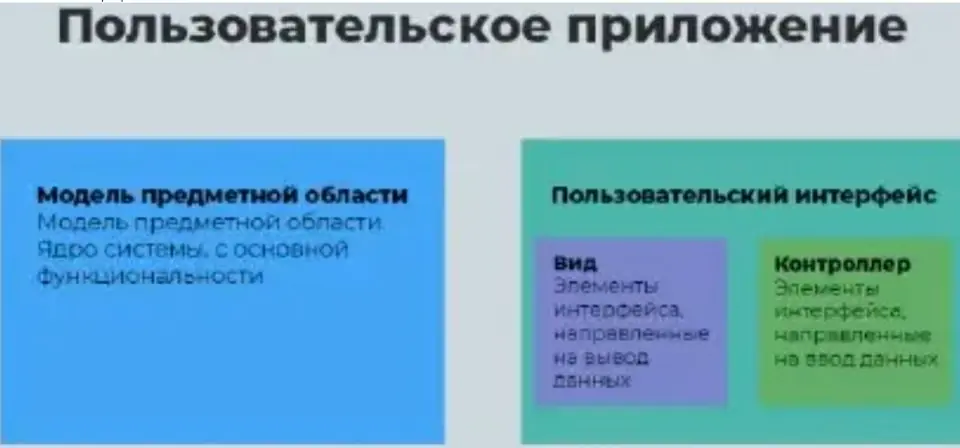 Пользовательское приложение
Модель предметной области
Модель предметной области
Ядро системы, с основной
функциональности
Пользовательский интерфейс
Вид
Элементы
интерфейса,
направленные
на вывод
данных
Контроллер
Элементы
интерфейса,
направленные
на ввод данных